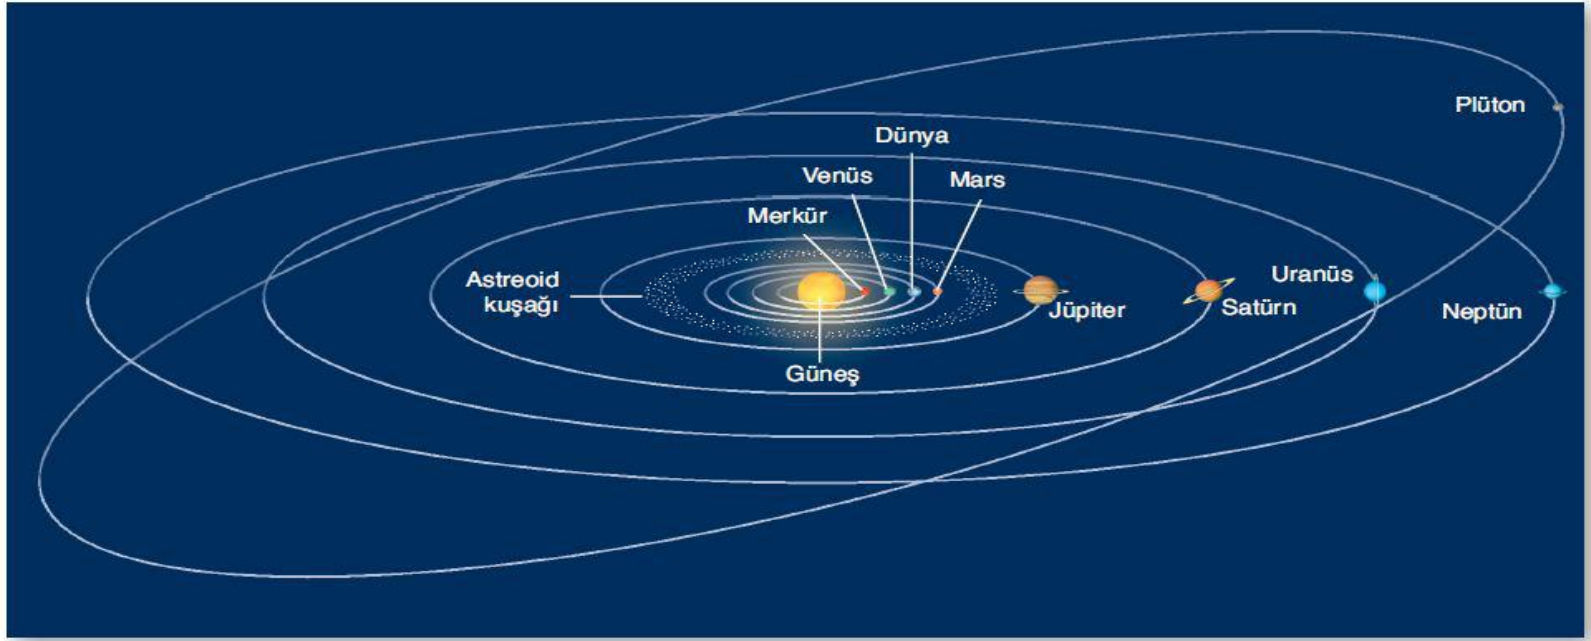 Plüton
Dünya
Venüs
Mars
Merkür
Astreoid
kuşağı
Uranüs
Jüpiter
Satürn
Neptün
Güneş